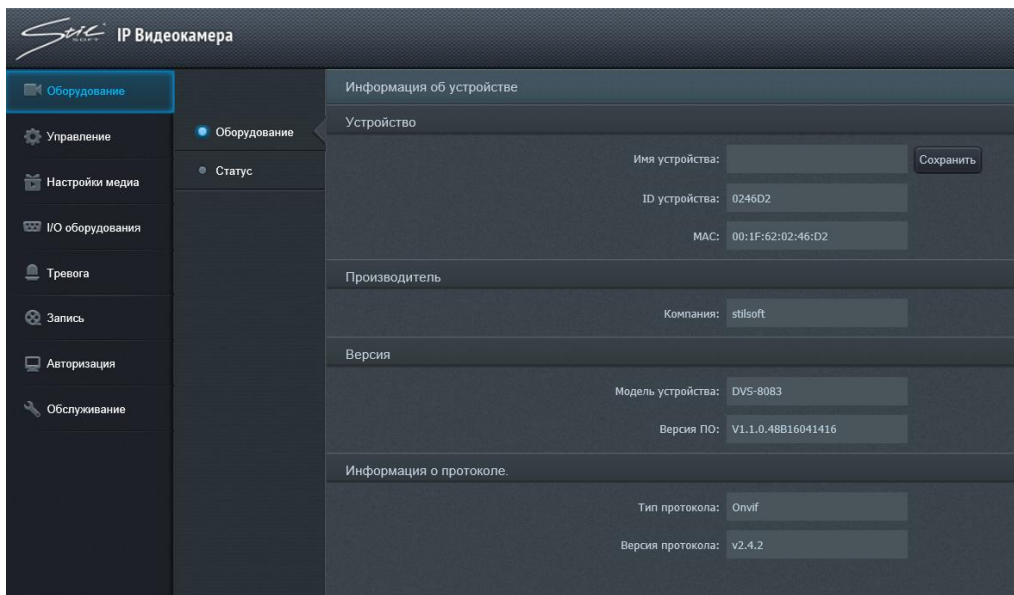 Stil SOFT IP Видеокамера
Оборудование
Управление
Настройки медиа
I/O оборудования
Тревога
Запись
Авторизация
Обслуживание
Оборудование
Статус
Информация об устройстве
Устройство
Имя устройства: Сохранить
ID устройства: 0246D2
MAC: 00:1F:62:02:46:D2
Производитель
Компания: stilsoft
Версия
Модель устройства: DVS-8083
Версия ПО: V1.1.0.48B16041416
Информация о протоколе.
Тип протокола: Onvif
Версия протокола: v2.4.2